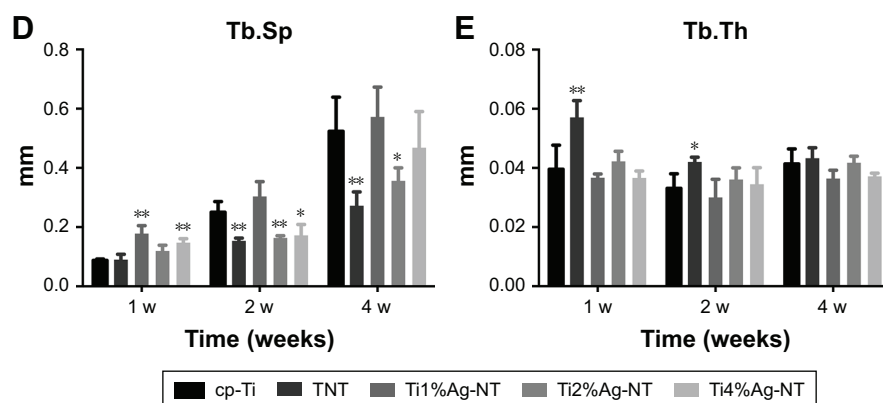 D
Tb.Sp
0.8
0.6
0.4
0.2
0.0
mm
**
**
**
**
*
**
*
1 w
2 w
4 w
Time (weeks)
E
Tb.Th
0.08
0.06
0.04
0.02
0.00
mm
**
*
1 w
2 w
4 w
Time (weeks)
cp-Ti TNT Ti1%Ag-NT Ti2%Ag-NT Ti4%Ag-NT